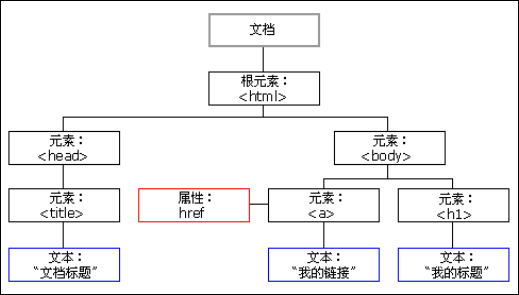 文档
根元素：
<html>
元素：
<head>
元素：
<body>
元素：
<title>
属性：
href
元素：
<a>
元素：
<h1>
文本：
“文档标题”
文本：
“我的链接”
文本：
“我的标题”